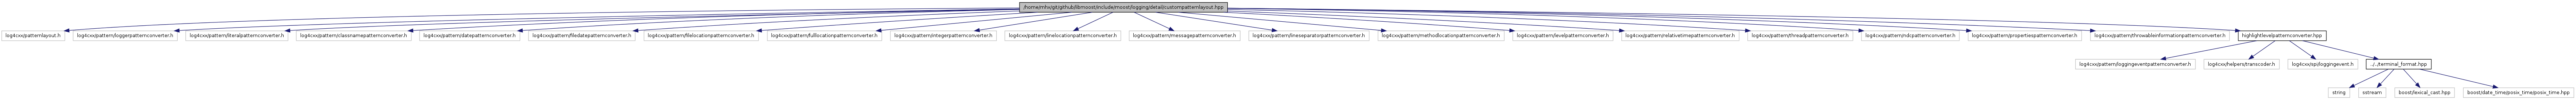 /home/mhx/git/github/libmoost/include/moost/logging/detail/custompatternlayout.hpp
log4cxx/patternlayout.h
log4cxx/pattern/loggerpatternconverter.h
log4cxx/pattern/literalpatternconverter.h
log4cxx/pattern/classnamepatternconverter.h
log4cxx/pattern/datepatternconverter.h
log4cxx/pattern/filedatepatternconverter.h
log4cxx/pattern/filelocationpatternconverter.h
log4cxx/pattern/fulllocationpatternconverter.h
log4cxx/pattern/integerpatternconverter.h
log4cxx/pattern/linelocationpatternconverter.h
log4cxx/pattern/messagepatternconverter.h
log4cxx/pattern/lineseparatorpatternconverter.h
log4cxx/pattern/methodlocationpatternconverter.h
log4cxx/pattern/levelpatternconverter.h
log4cxx/pattern/relativetimepatternconverter.h
log4cxx/pattern/threadpatternconverter.h
log4cxx/pattern/ndcpatternconverter.h
log4cxx/pattern/propertiespatternconverter.h
log4cxx/pattern/throwableinformationpatternconverter.h
highlightlevelpatternconverter.hpp
log4cxx/pattern/loggingeventpatternconverter.h
log4cxx/helpers/transcoder.h
log4cxx/spi/loggingevent.h
../../terminal_format.hpp
string
sstream
boost/lexical_cast.hpp
boost/date_time/posix_time/posix_time.hpp